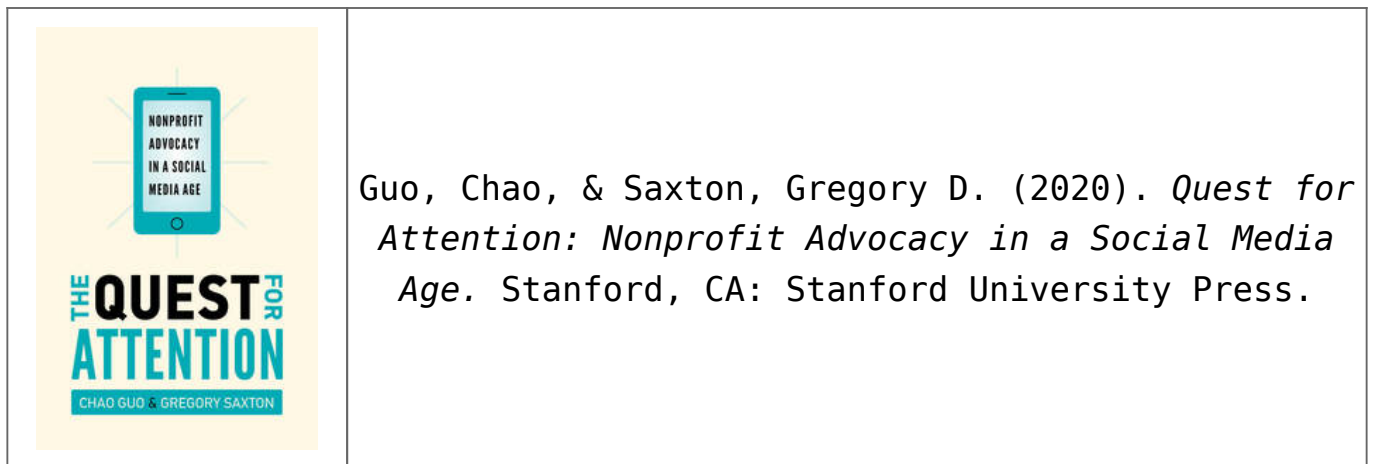 NONPROFIT
ADVOCACY
IN A SOCIAL
MEDIA AGE
THE QUEST FOR
ATTENTION
CHAO GUO & GREGORY SAXTON
Guo, Chao, & Saxton, Gregory D. (2020). Quest for
Attention: Nonprofit Advocacy in a Social Media
Age. Stanford, CA: Stanford University Press.